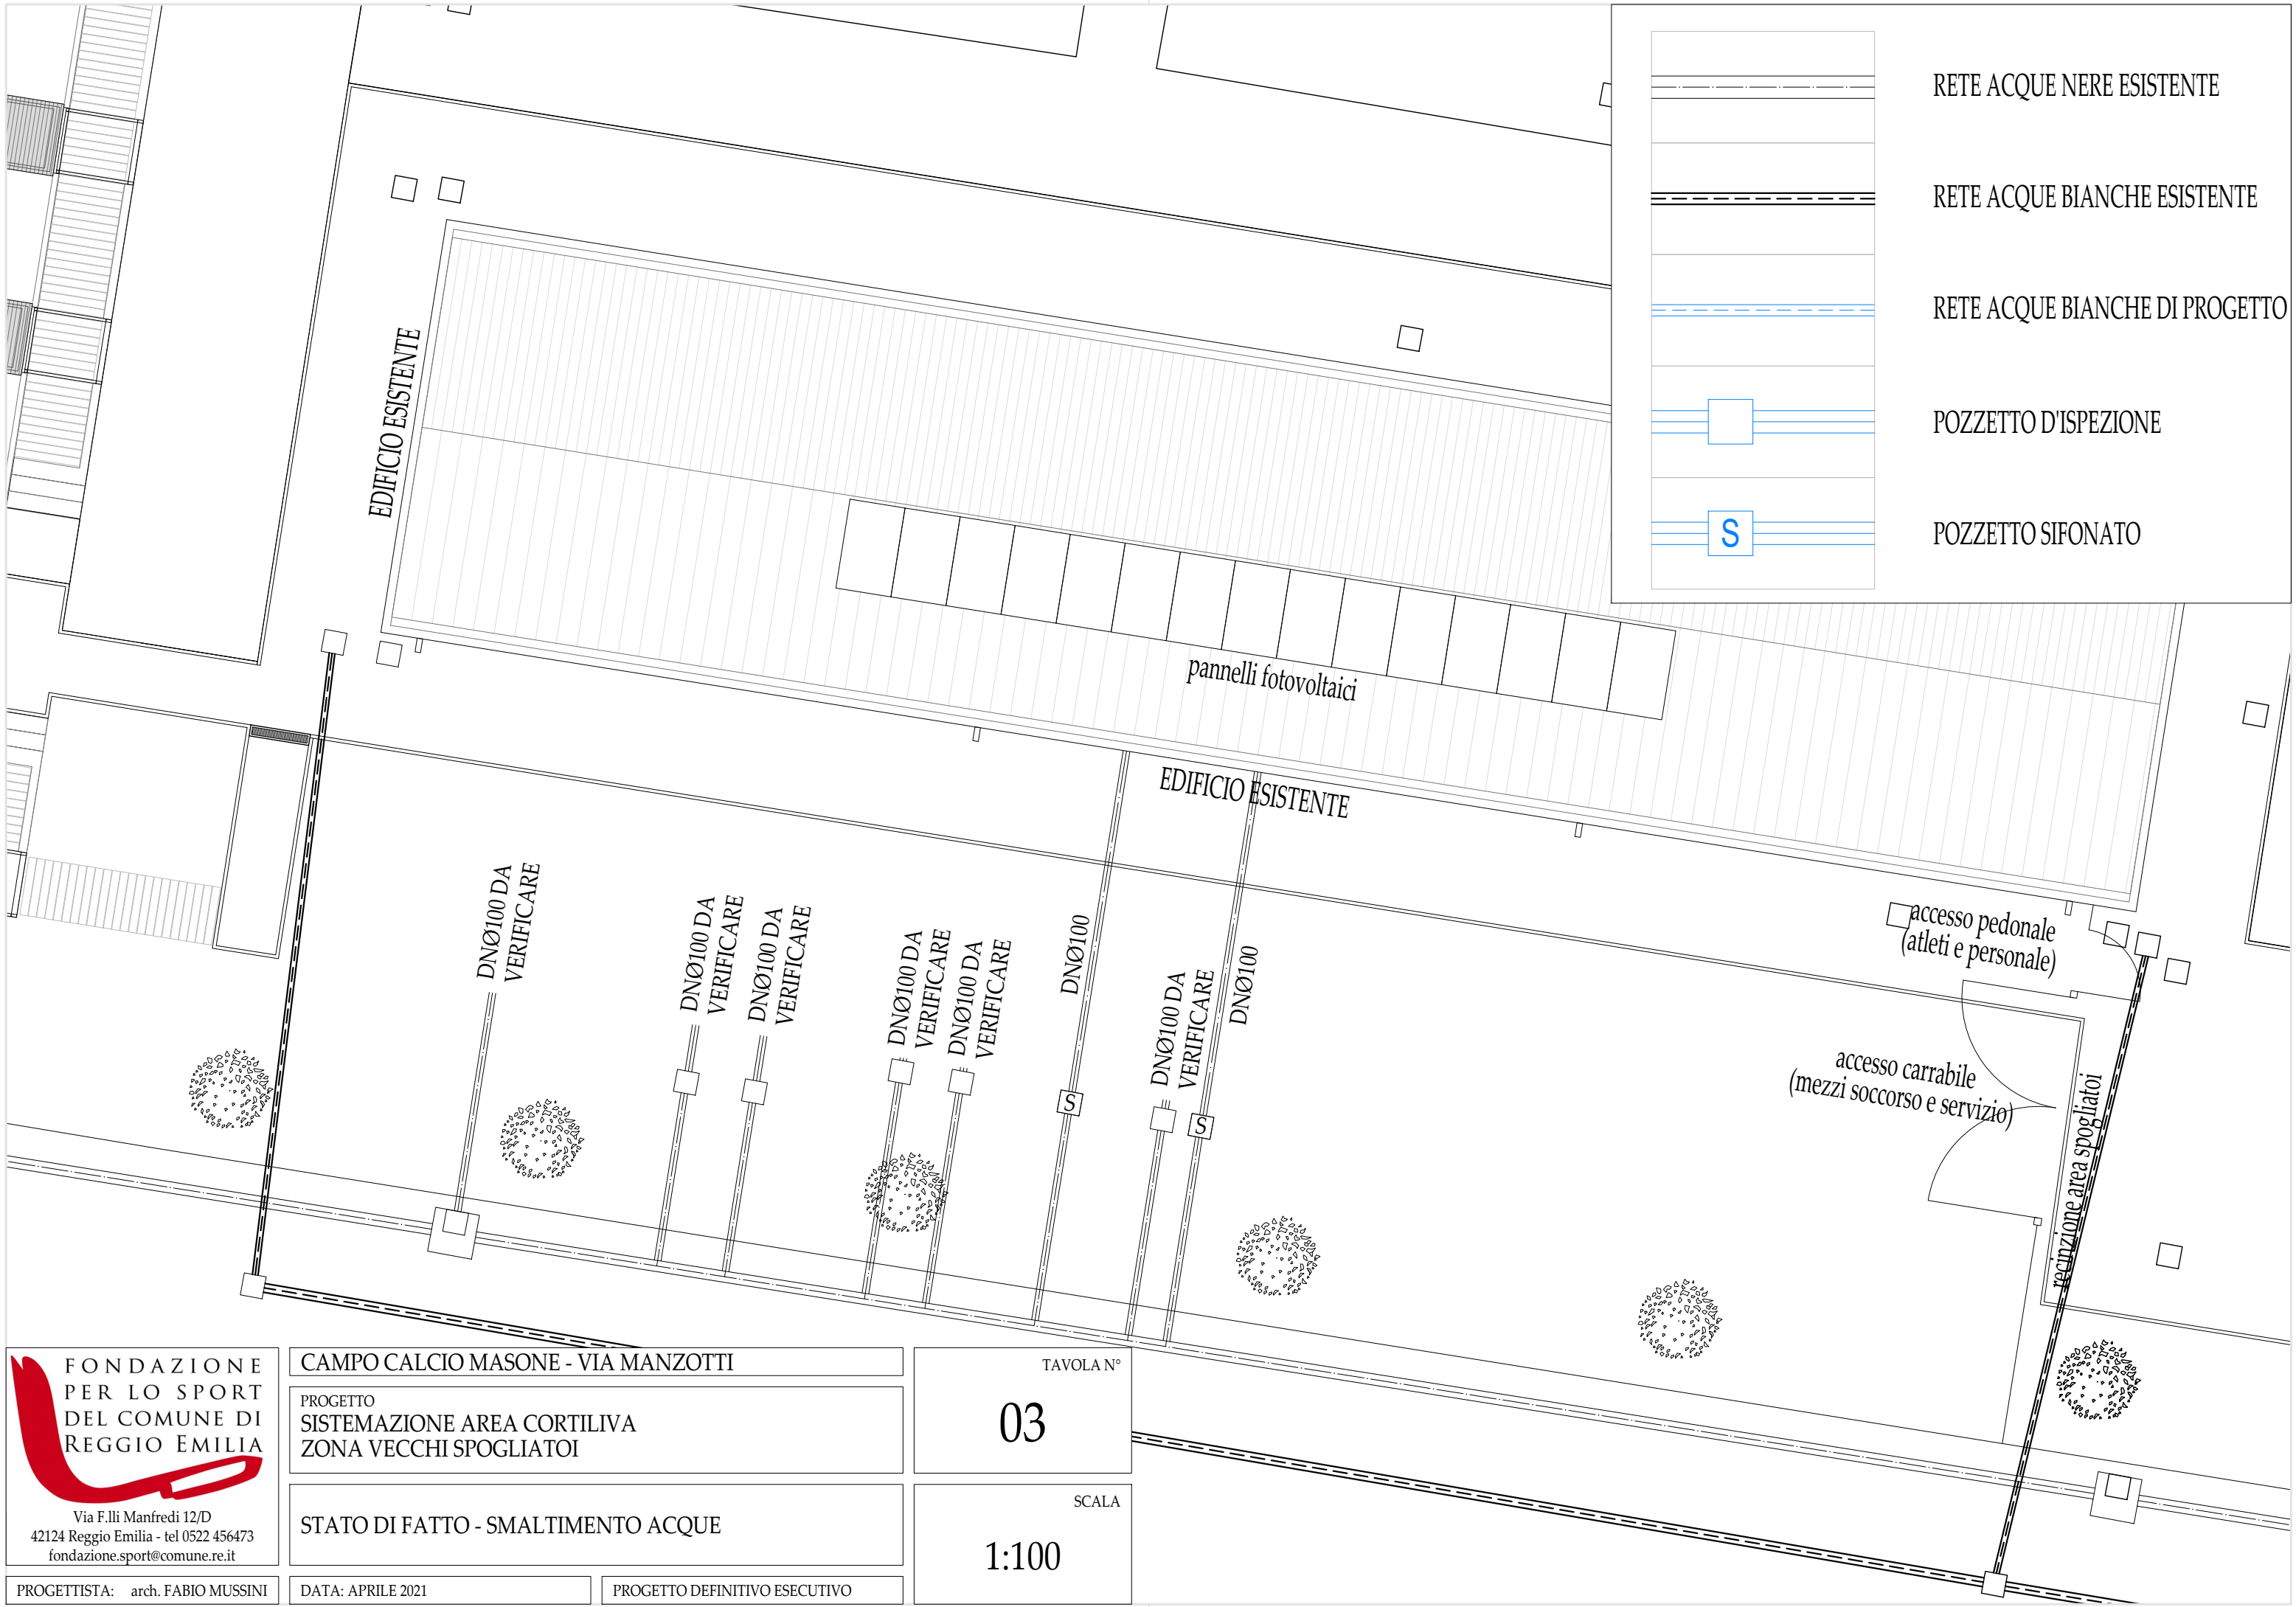 RETE ACQUE NERE ESISTENTE
RETE ACQUE BIANCHE ESISTENTE
RETE ACQUE BIANCHE DI PROGETTO
POZZETTO D'ISPEZIONE
S
POZZETTO SIFONATO
EDIFICIO ESISTENTE
pannelli fotovoltaici
EDIFICIO ESISTENTE
DNØ100 DA
VERIFICARE
DNØ100 DA
VERIFICARE
DNØ100 DA
VERIFICARE
DNØ100 DA
VERIFICARE
DNØ100 DA
VERIFICARE
DNØ100
DNØ100 DA
VERIFICARE
DNØ100
S
S
accesso pedonale
(atleti e personale)
accesso carrabile
(mezzi soccorso e servizio)
recinzione area spogliatoi
FONDAZIONE
PER LO SPORT
DEL COMUNE DI
REGGIO EMILIA
Via F.lli Manfredi 12/D
42124 Reggio Emilia - tel 0522 456473
fondazione.sport@comune.re.it
PROGETTISTA: arch. FABIO MUSSINI
CAMPO CALCIO MASONE - VIA MANZOTTI
PROGETTO
SISTEMAZIONE AREA CORTILIVA
ZONA VECCHI SPOGLIATOI
STATO DI FATTO - SMALTIMENTO ACQUE
DATA: APRILE 2021
PROGETTO DEFINITIVO ESECUTIVO
TAVOLA N°
03
SCALA
1:100